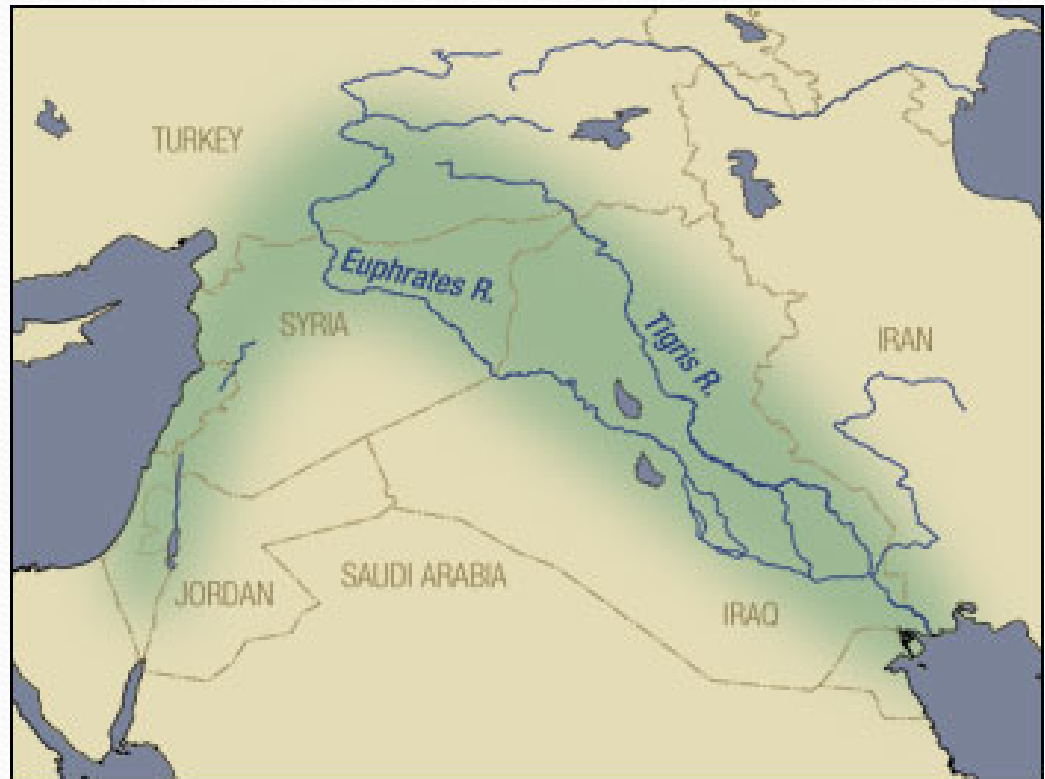 TURKEY
Euphrates R.
SYRIA
Tigris R.
IRAN
JORDAN
SAUDI ARABIA
IRAQ